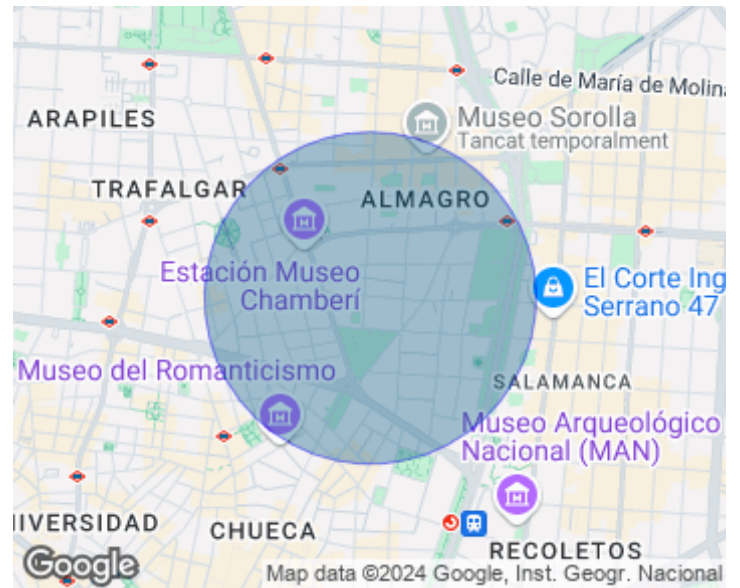 Calle de María de Molin
ARAPILES
Museo Sorolla
Tancat temporalment
TRAFALGAR
ALMAGRO
Estación Museo
Chamberí
El Corte Ing
Serrano 47
Museo del Romanticismo
SALAMANCA
Museo Arqueológico
Nacional (MAN)
IVERSIDAD
CHUECA
RECOLETOS
Google
Map data ©2024 Google, Inst. Geogr. Nacional